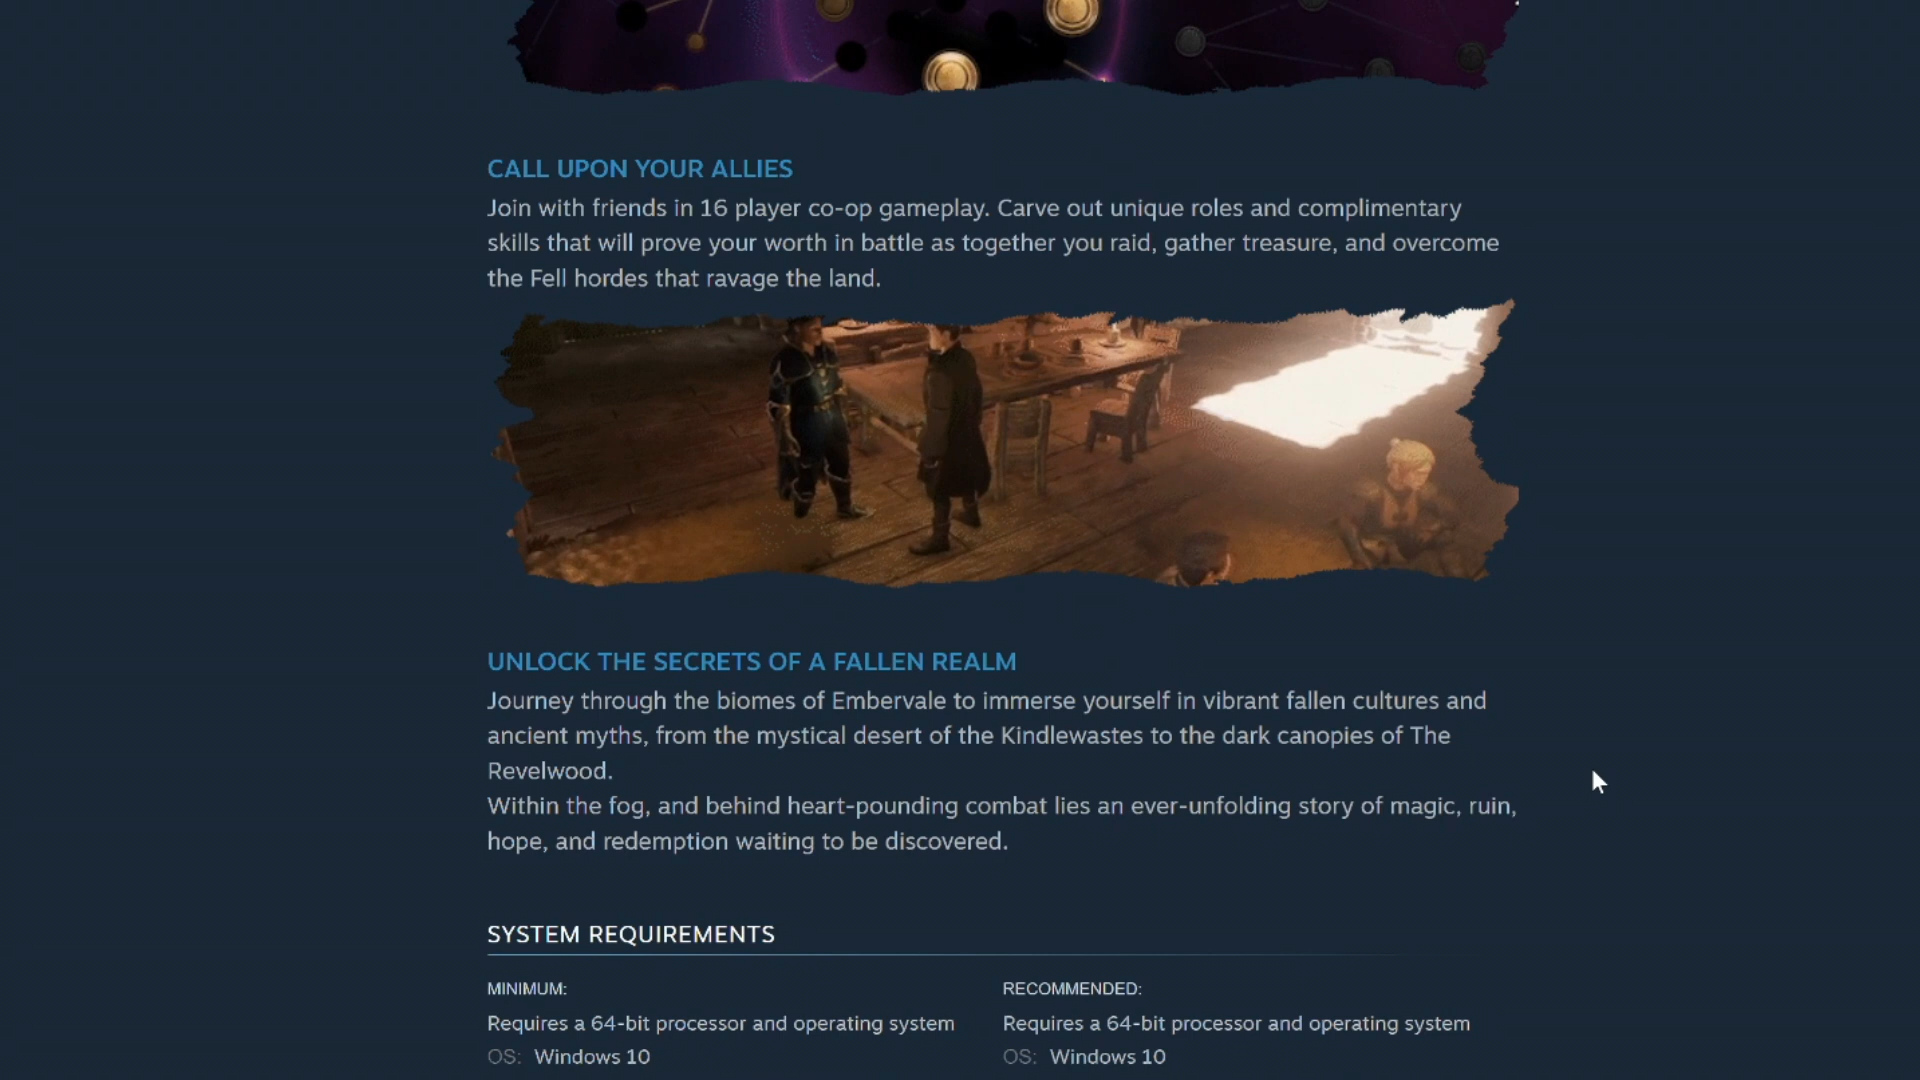 CALL UPON YOUR ALLIES
Join with friends in 16 player co-op gameplay. Carve out unique roles and complimentary
skills that will prove your worth in battle as together you raid, gather treasure, and overcome
the Fell hordes that ravage the land.
UNLOCK THE SECRETS OF A FALLEN REALM
Journey through the biomes of Embervale to immerse yourself in vibrant fallen cultures and
ancient myths, from the mystical desert of the Kindlewastes to the dark canopies of The
Revelwood.
Within the fog, and behind heart-pounding combat lies an ever-unfolding story of magic, ruin,
hope, and redemption waiting to be discovered.
SYSTEM REQUIREMENTS
MINIMUM:
Requires a 64-bit processor and operating system
OS: Windows 10
RECOMMENDED:
Requires a 64-bit processor and operating system
OS: Windows 10